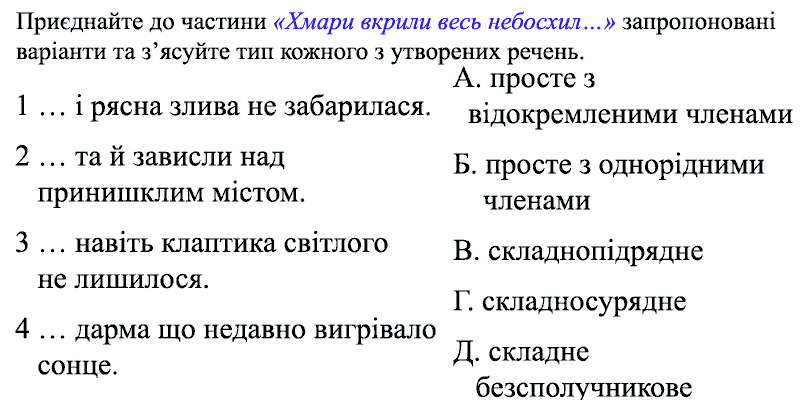 Приєднайте до частини «Хмари вкрили весь небосхил…» запропоновані
варіанти та з’ясуйте тип кожного з утворених речень.
1 … і рясна злива не забарилася.
2 … та й зависли над
принишклим містом.
3 … навіть клаптика світлого
не лишилося.
4 … дарма що недавно вигрівало
сонце.
А. просте з
відокремленими членами
Б. просте з однорідними
членами
В. складнопідрядне
Г. складносурядне
Д. складне
безсполучникове